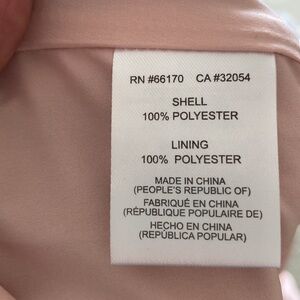 RN #66170 CA #32054
SHELL
100% POLYESTER
LINING
100% POLYESTER
MADE IN CHINA
(PEOPLE'S REPUBLIC OF)
FABRIQUÉ EN CHINA
(RÉPUBLIQUE POPULAIRE DE)
HECHO EN CHINA
(REPÚBLICA POPULAR)